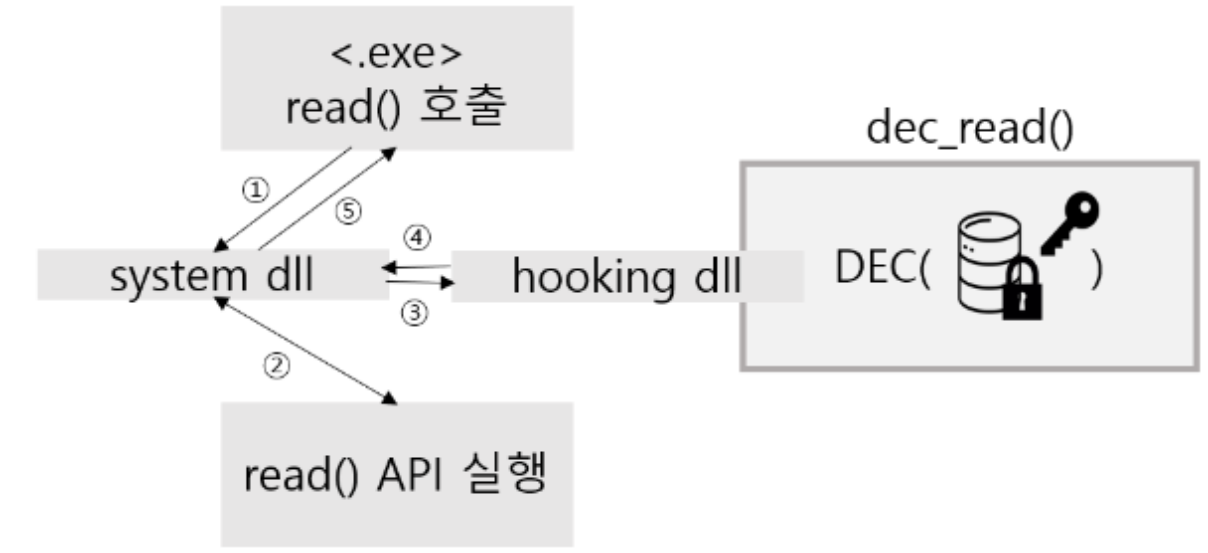 <.exe>
read() 호출
dec_read()
①
⑤
④
system dll
hooking dll
DEC( )
③
②
read() API 실행